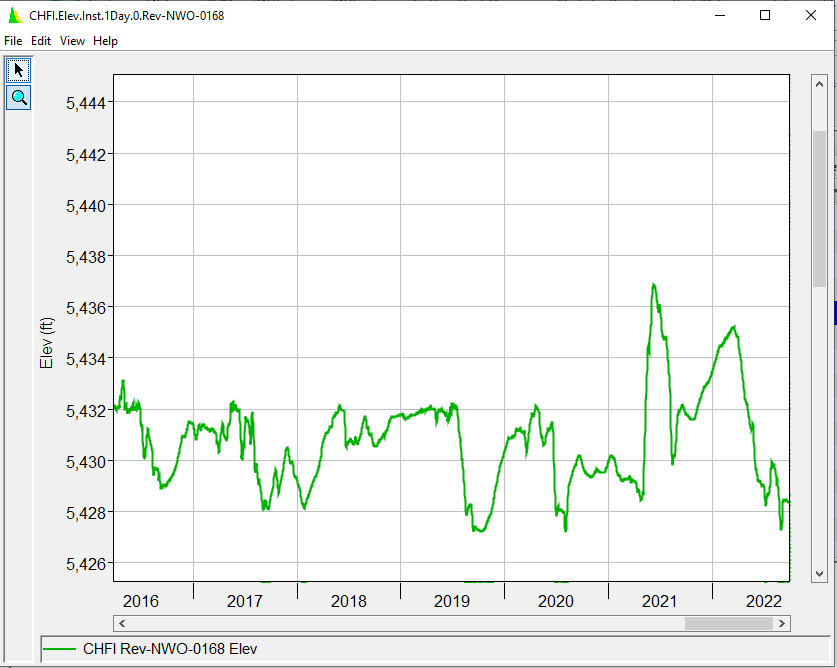 CHFI.Elev.Inst.1Day.0.Rev-NWO-0168
File Edit View Help
5,444
5,442
5,440
5,438
5,436
5,434
5,432
5,430
5,428
5,426
Elev (ft)
2016 2017 2018 2019 2020 2021 2022
CHFI Rev-NWO-0168 Elev